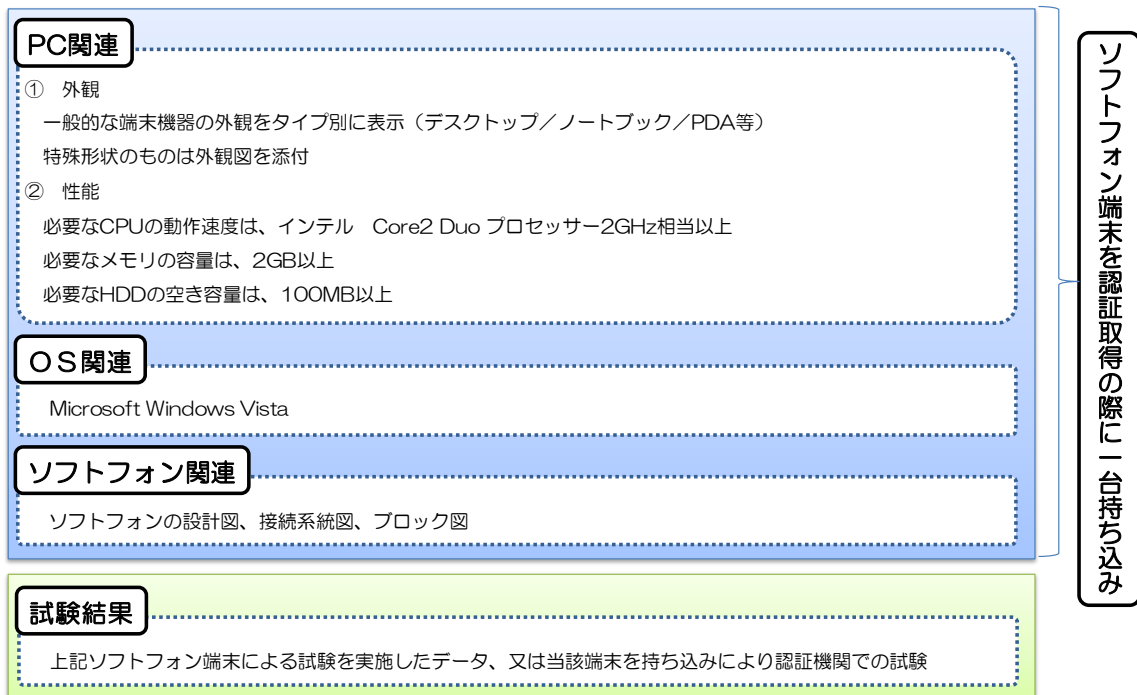 PC関連
① 外観
一般的な端末機器の外観をタイプ別に表示（デスクトップ／ノートブック／PDA等）
特殊形状のものは外観図を添付
② 性能
必要なCPUの動作速度は、インテル　Core2 Duo プロセッサー2GHz相当以上
必要なメモリの容量は、2GB以上
必要なHDDの空き容量は、100MB以上
ＯＳ関連
Microsoft Windows Vista
ソフトフォン関連
ソフトフォンの設計図、接続系統図、ブロック図
試験結果
上記ソフトフォン端末による試験を実施したデータ、又は当該端末を持ち込みにより認証機関での試験
ソフトフォン端末を認証取得の際に一台持ち込み